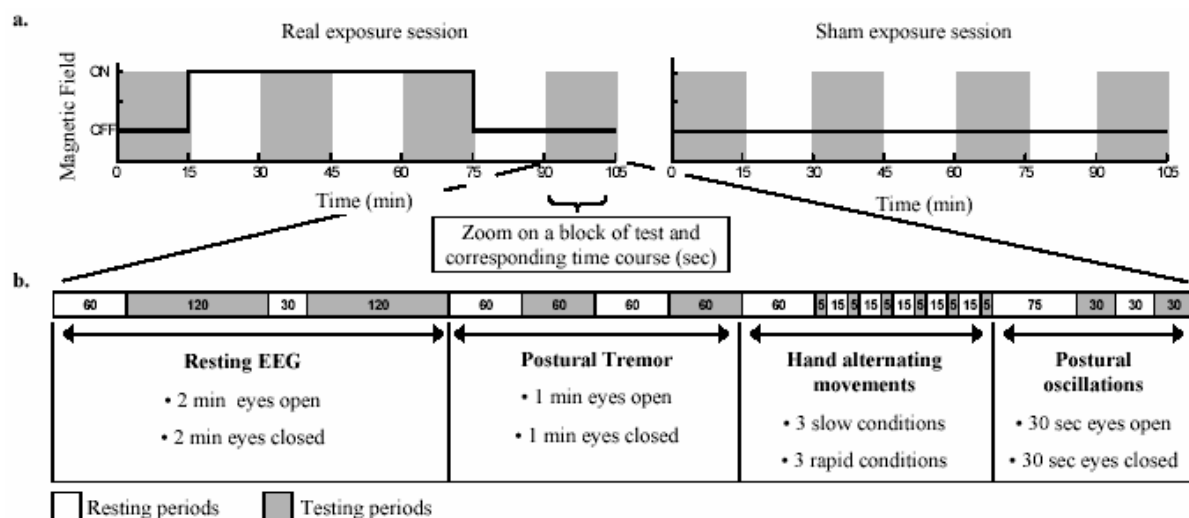 a.
Real exposure session
Sham exposure session
Magnetic Field
ON
OFF
0 15 30 45 60 75 90 105
0 15 30 45 60 75 90 105
Time (min)
Time (min)
Zoom on a block of test and
corresponding time course (sec)
b.
60 120 30 120 60 60 60 60 60 5 15 5 15 5 15 5 15 5 15 5 75 30 30 30
Resting EEG
• 2 min eyes open
• 2 min eyes closed
Postural Tremor
• 1 min eyes open
• 1 min eyes closed
Hand alternating
movements
• 3 slow conditions
• 3 rapid conditions
Postural
oscillations
• 30 sec eyes open
• 30 sec eyes closed
Resting periods
Testing periods